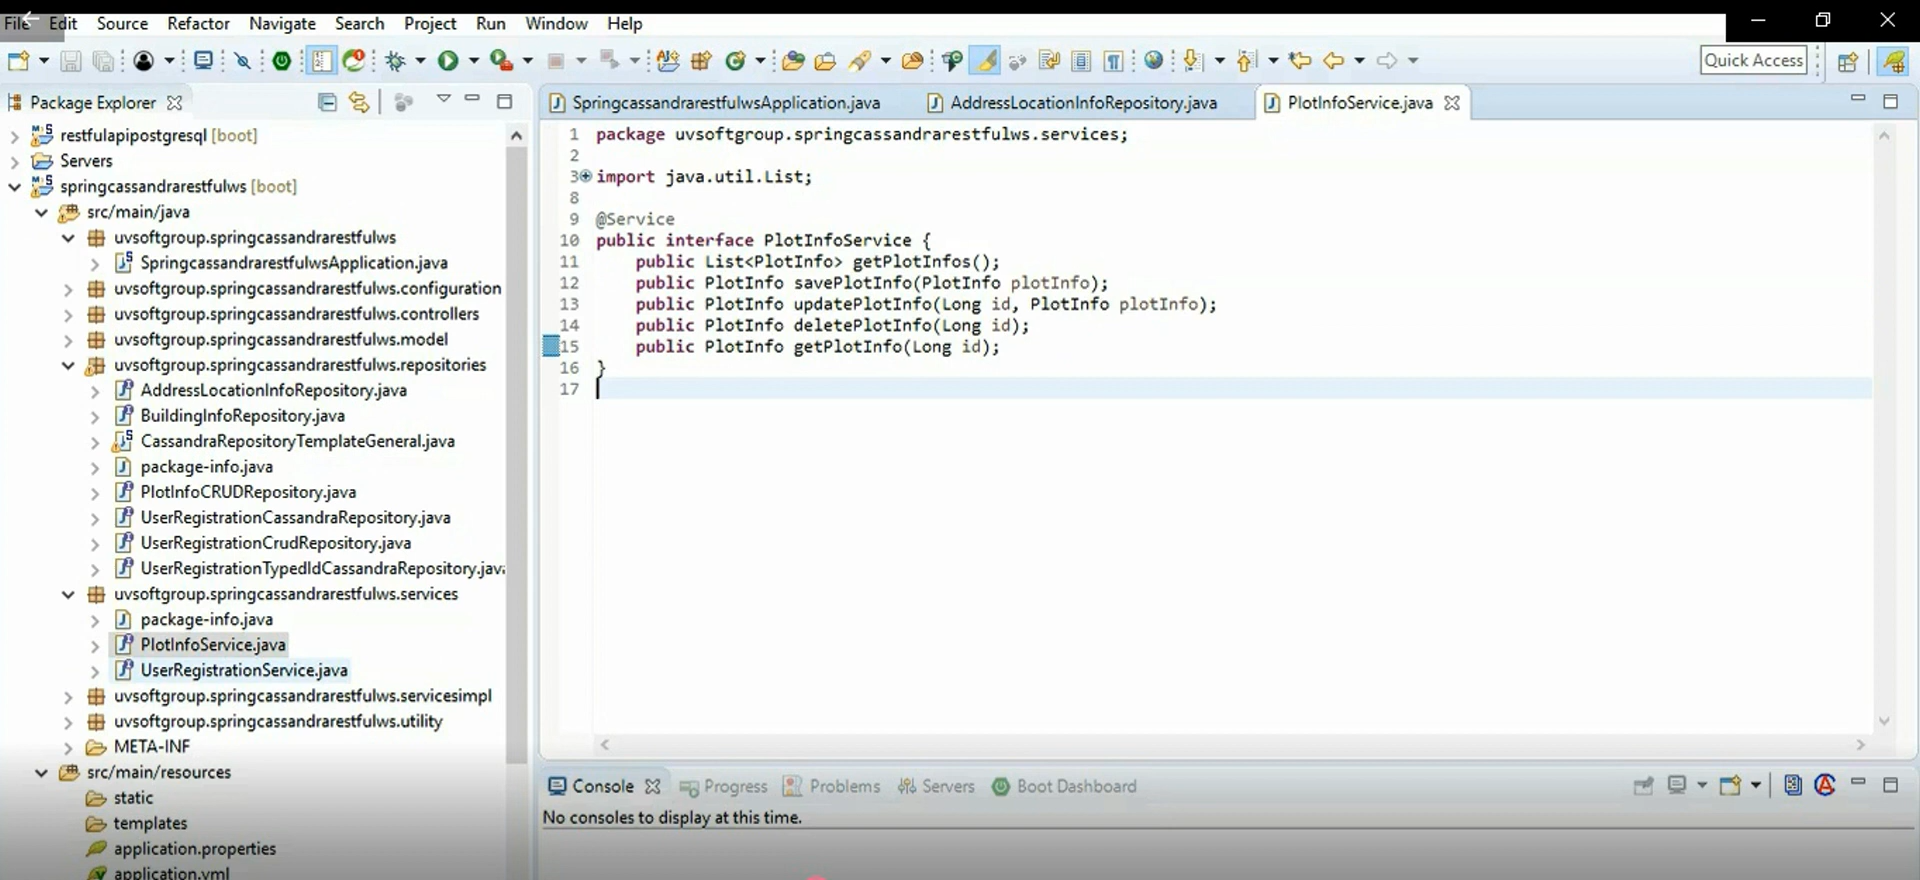 File Edit Source Refactor Navigate Search Project Run Window Help
Quick Access
Package Explorer
restfulapipostgresql [boot]
Servers
springcassandrarestfulws [boot]
src/main/java
uvsoftgroup.springcassandrarestfulws
SpringcassandrarestfulwsApplication.java
uvsoftgroup.springcassandrarestfulws.configuration
uvsoftgroup.springcassandrarestfulws.controllers
uvsoftgroup.springcassandrarestfulws.model
uvsoftgroup.springcassandrarestfulws.repositories
AddressLocationInfoRepository.java
BuildingInfoRepository.java
CassandraRepositoryTemplateGeneral.java
package-info.java
PlotInfoCRUDRepository.java
UserRegistrationCassandraRepository.java
UserRegistrationCrudRepository.java
UserRegistrationTypedIdCassandraRepository.java
uvsoftgroup.springcassandrarestfulws.services
package-info.java
PlotInfoService.java
UserRegistrationService.java
uvsoftgroup.springcassandrarestfulws.servicesimpl
uvsoftgroup.springcassandrarestfulws.utility
META-INF
src/main/resources
static
templates
application.properties
application.yml
SpringcassandrarestfulwsApplication.java AddressLocationInfoRepository.java PlotInfoService.java
1 package uvsoftgroup.springcassandrarestfulws.services;
2
3 import java.util.List;
8
9 @Service
10 public interface PlotInfoService {
11 public List<PlotInfo> getPlotInfos();
12 public PlotInfo savePlotInfo(PlotInfo plotInfo);
13 public PlotInfo updatePlotInfo(Long id, PlotInfo plotInfo);
14 public PlotInfo deletePlotInfo(Long id);
15 public PlotInfo getPlotInfo(Long id);
16 }
17
Console Progress Problems Servers Boot Dashboard
No consoles to display at this time.